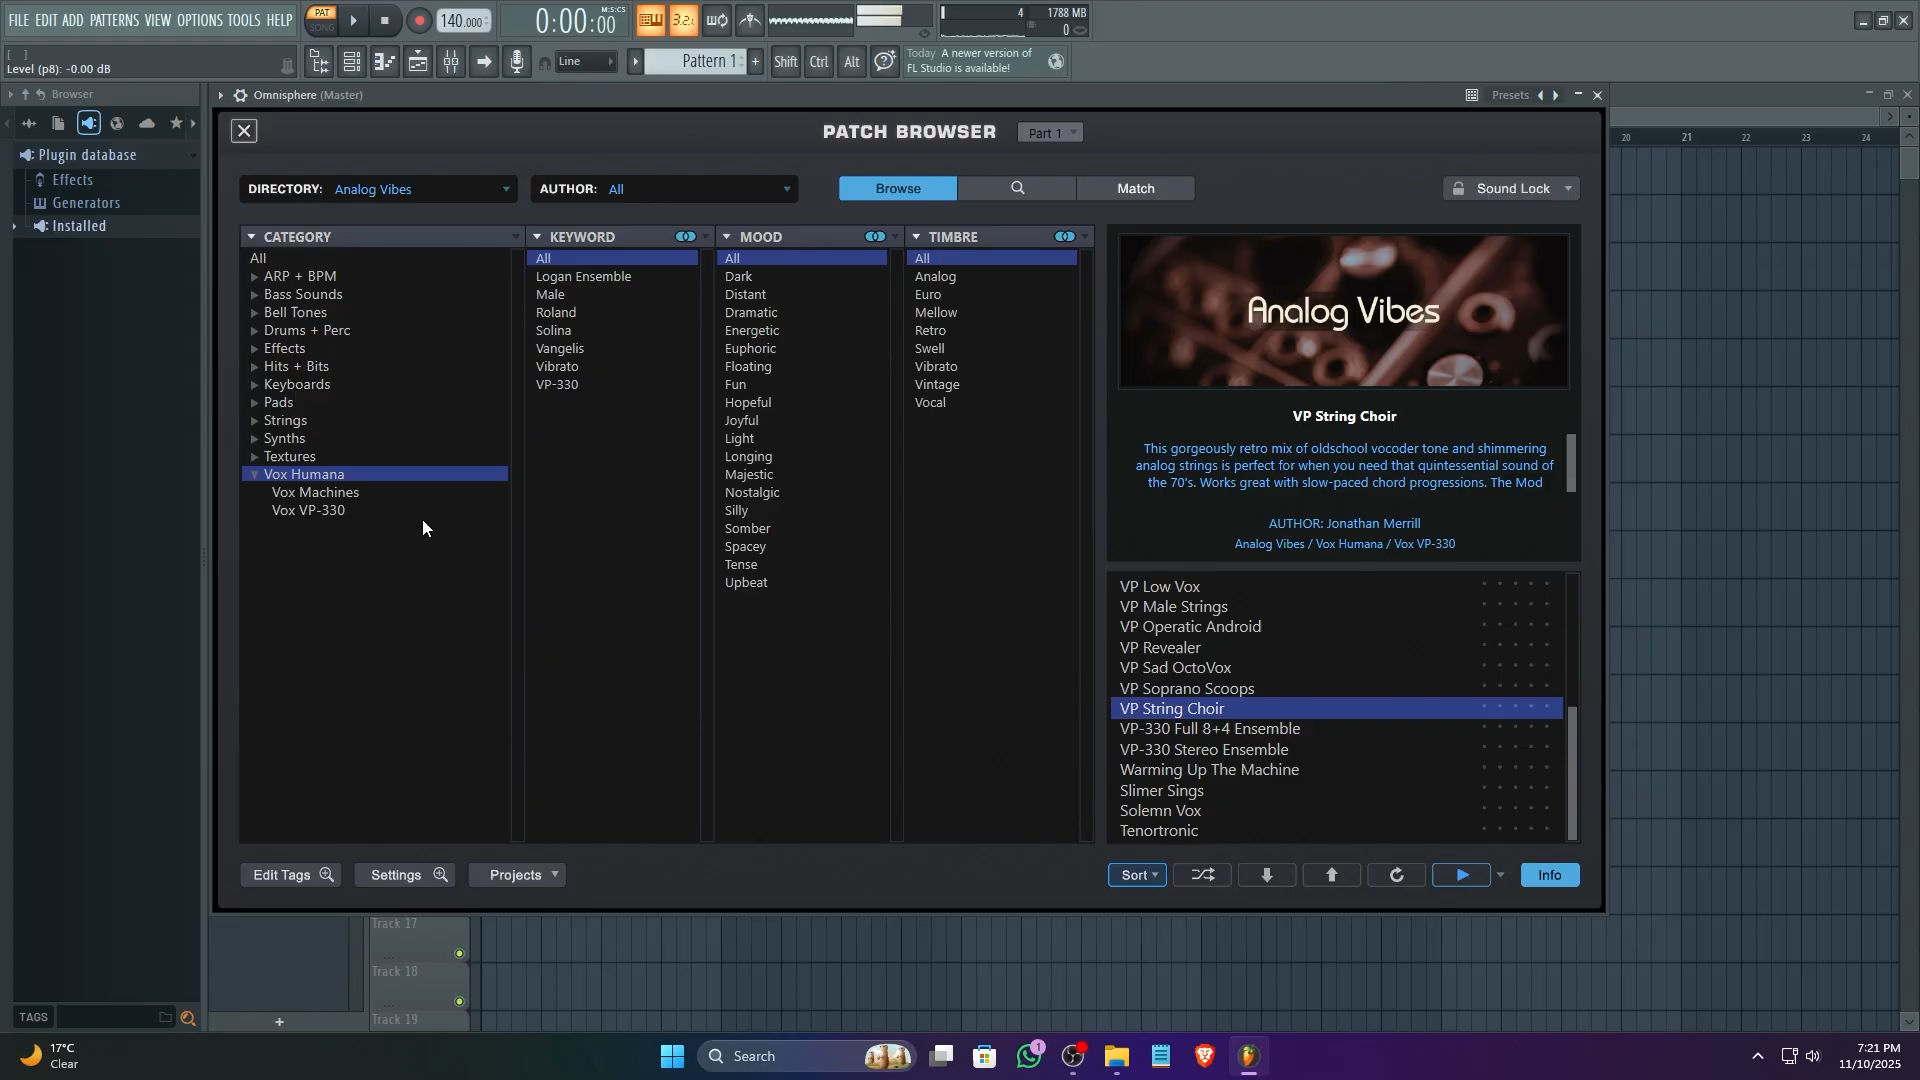 FILE EDIT ADD PATTERNS VIEW OPTIONS TOOLS HELP
PAT
SONG
140.000
0:00:00
M:S:CS
3.2.
4
1788 MB
0
[ ]
Level (p8): -0.00 dB
Line
Pattern 1
+
Shift
Ctrl
Alt
Today A newer version of
FL Studio is available!
Browser
Omnisphere (Master)
Presets
Plugin database
Effects
Generators
Installed
PATCH BROWSER
Part 1
DIRECTORY: Analog Vibes
AUTHOR: All
Browse
Match
Sound Lock
20
21
22
23
24
CATEGORY
All
ARP + BPM
Bass Sounds
Bell Tones
Drums + Perc
Effects
Hits + Bits
Keyboards
Pads
Strings
Synths
Textures
Vox Humana
Vox Machines
Vox VP-330
KEYWORD
All
Logan Ensemble
Male
Roland
Solina
Vangelis
Vibrato
VP-330
MOOD
All
Dark
Distant
Dramatic
Energetic
Euphoric
Floating
Fun
Hopeful
Joyful
Light
Longing
Majestic
Nostalgic
Silly
Somber
Spacey
Tense
Upbeat
TIMBRE
All
Analog
Euro
Mellow
Retro
Swell
Vibrato
Vintage
Vocal
Analog Vibes
VP String Choir
This gorgeously retro mix of oldschool vocoder tone and shimmering
analog strings is perfect for when you need that quintessential sound of
the 70's. Works great with slow-paced chord progressions. The Mod
AUTHOR: Jonathan Merrill
Analog Vibes / Vox Humana / Vox VP-330
VP Low Vox
VP Male Strings
VP Operatic Android
VP Revealer
VP Sad OctoVox
VP Soprano Scoops
VP String Choir
VP-330 Full 8+4 Ensemble
VP-330 Stereo Ensemble
Warming Up The Machine
Slimer Sings
Solemn Vox
Tenortronic
Edit Tags
Settings
Projects
Sort
Info
Track 17
...
Track 18
...
Track 19
TAGS
+
17°C
Clear
Search
1
7:21 PM
11/10/2025